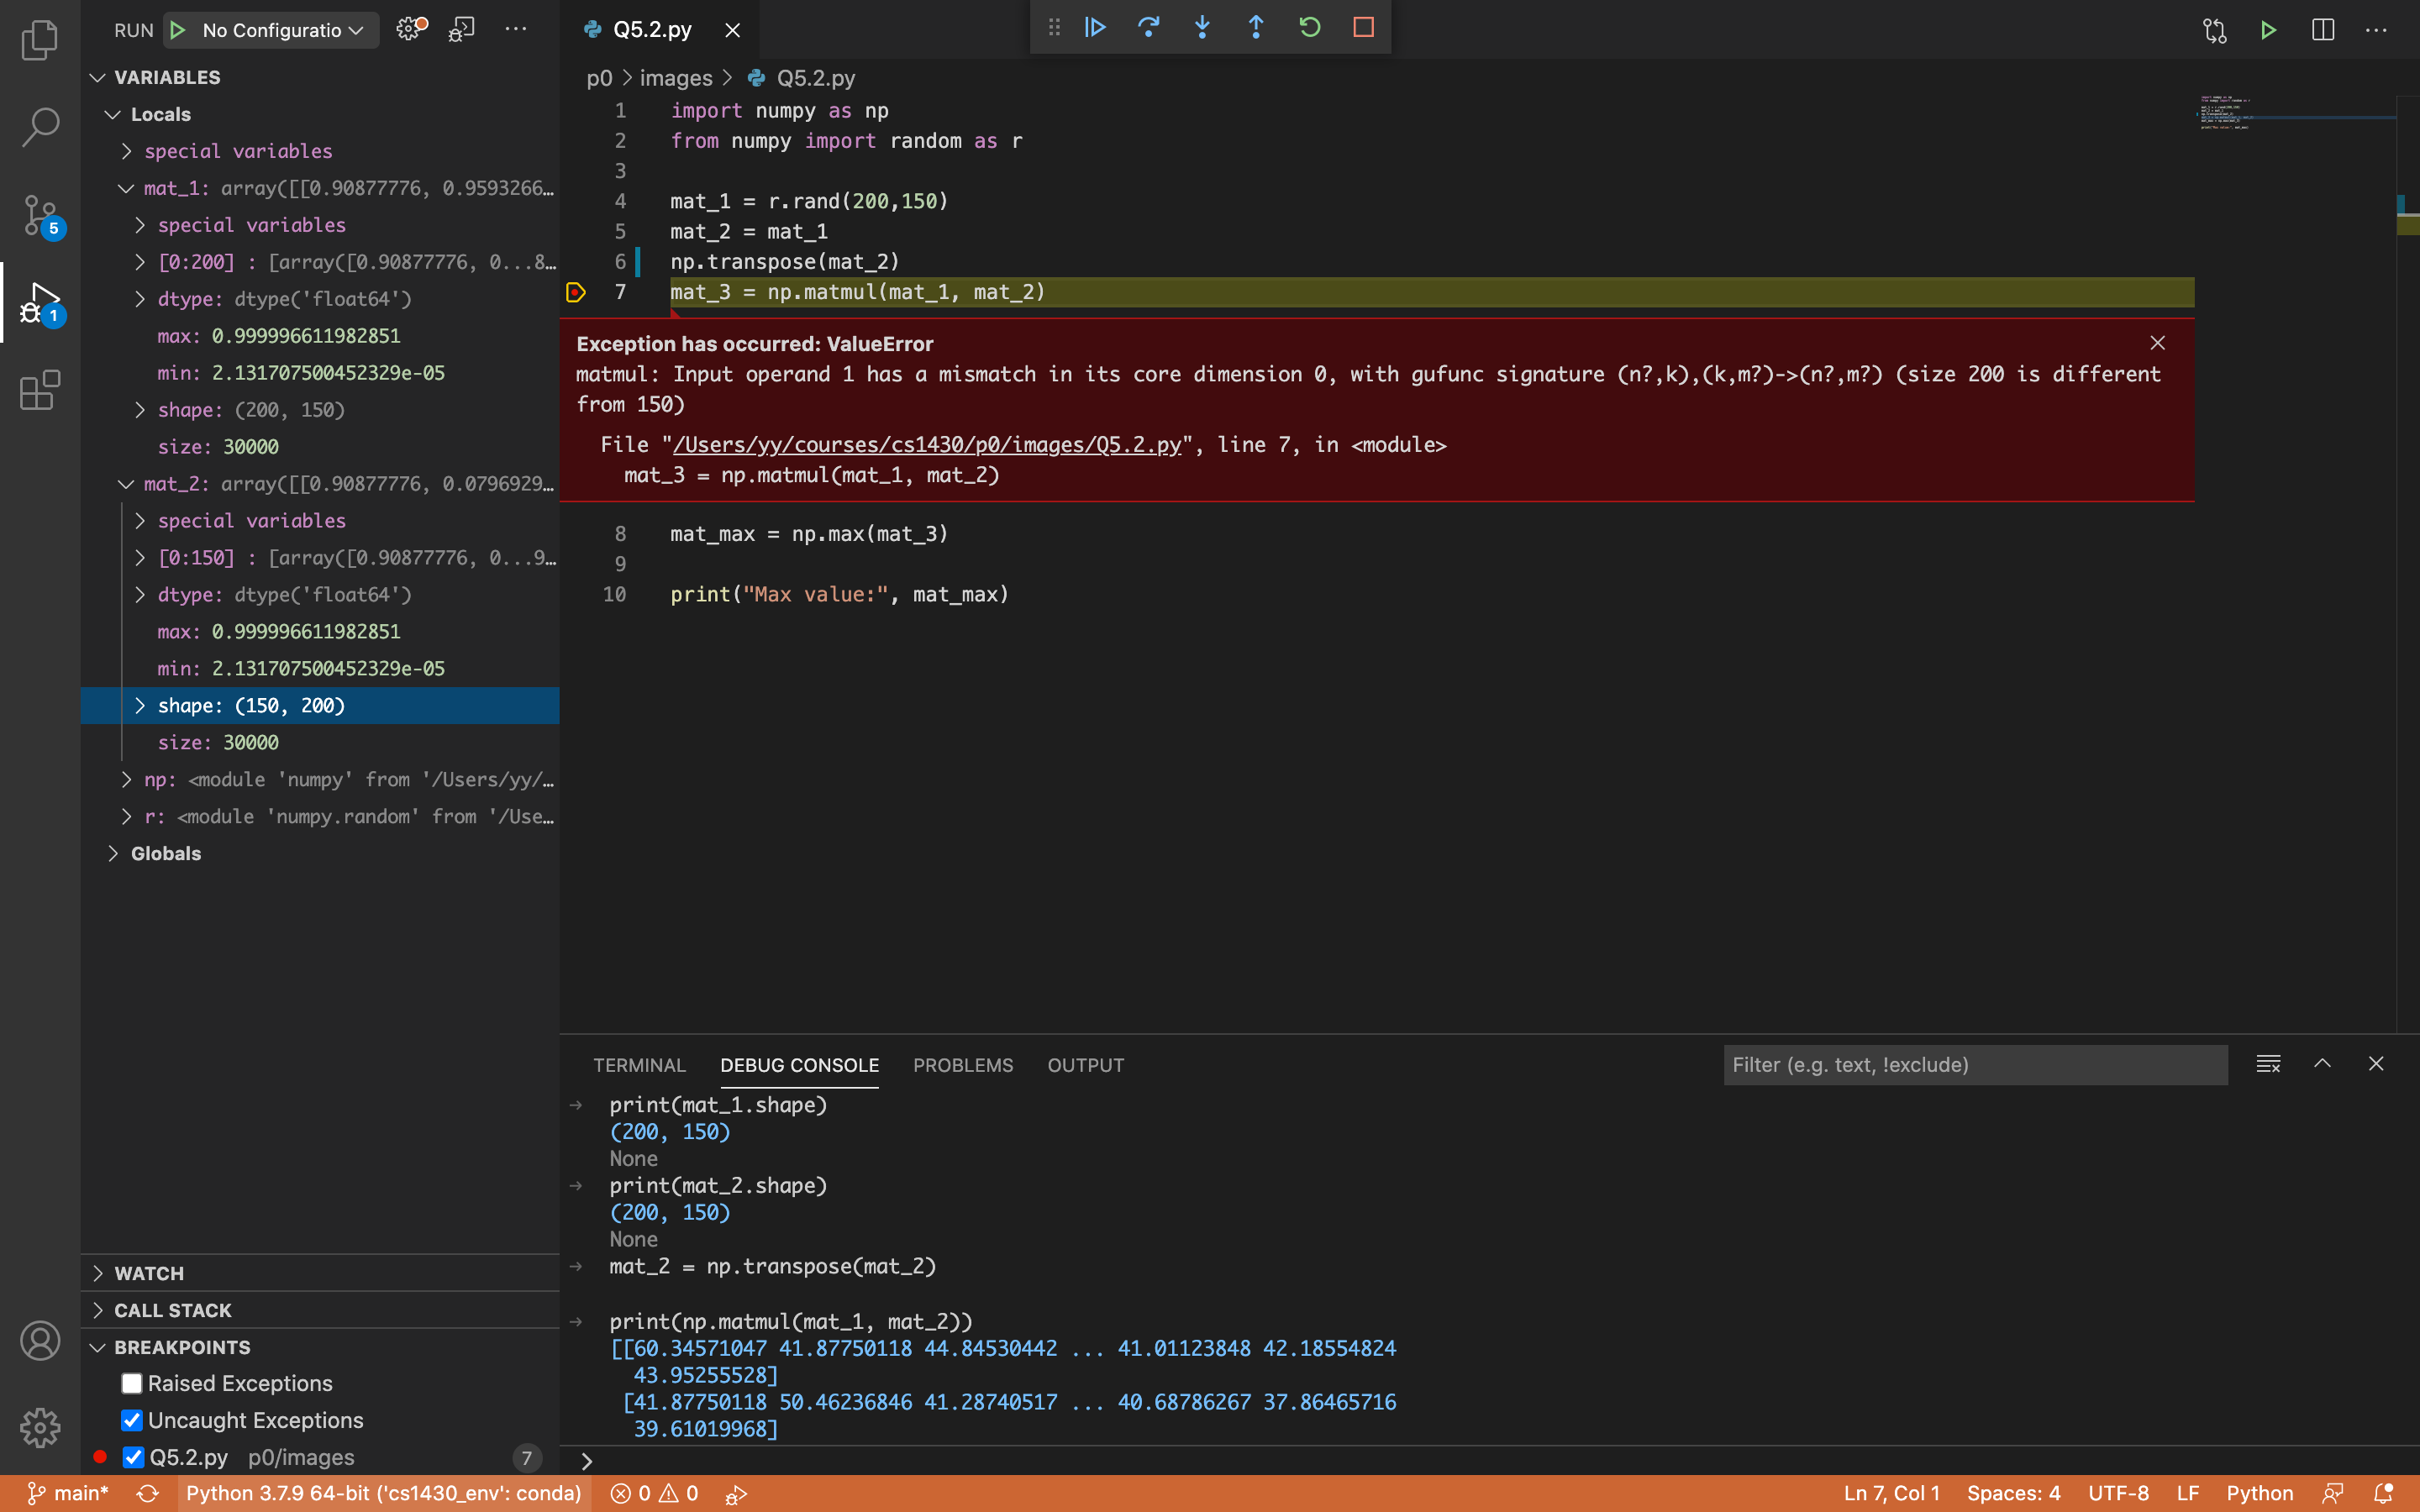 RUN No Configuratio
VARIABLES
Locals
special variables
mat_1: array([[0.90877776, 0.9593266…
special variables
[0:200] : [array([0.90877776, 0...8…
dtype: dtype('float64')
max: 0.999996611982851
min: 2.131707500452329e-05
shape: (200, 150)
size: 30000
mat_2: array([[0.90877776, 0.0796929…
special variables
[0:150] : [array([0.90877776, 0...9…
dtype: dtype('float64')
max: 0.999996611982851
min: 2.131707500452329e-05
shape: (150, 200)
size: 30000
np: <module 'numpy' from '/Users/yy/…
r: <module 'numpy.random' from '/Use…
Globals
5
1
WATCH
CALL STACK
BREAKPOINTS
Raised Exceptions
Uncaught Exceptions
Q5.2.py p0/images 7
Q5.2.py
p0 > images > Q5.2.py
1 import numpy as np
2 from numpy import random as r
3
4 mat_1 = r.rand(200,150)
5 mat_2 = mat_1
6 np.transpose(mat_2)
7 mat_3 = np.matmul(mat_1, mat_2)
Exception has occurred: ValueError
matmul: Input operand 1 has a mismatch in its core dimension 0, with gufunc signature (n?,k),(k,m?)->(n?,m?) (size 200 is different
from 150)
File "/Users/yy/courses/cs1430/p0/images/Q5.2.py", line 7, in <module>
mat_3 = np.matmul(mat_1, mat_2)
8 mat_max = np.max(mat_3)
9
10 print("Max value:", mat_max)
TERMINAL DEBUG CONSOLE PROBLEMS OUTPUT Filter (e.g. text, !exclude)
→ print(mat_1.shape)
(200, 150)
None
→ print(mat_2.shape)
(200, 150)
None
→ mat_2 = np.transpose(mat_2)
→ print(np.matmul(mat_1, mat_2))
[[60.34571047 41.87750118 44.84530442 ... 41.01123848 42.18554824
43.95255528]
[41.87750118 50.46236846 41.28740517 ... 40.68786267 37.86465716
39.61019968]
>
main* Python 3.7.9 64-bit ('cs1430_env': conda) 0 0 Ln 7, Col 1 Spaces: 4 UTF-8 LF Python